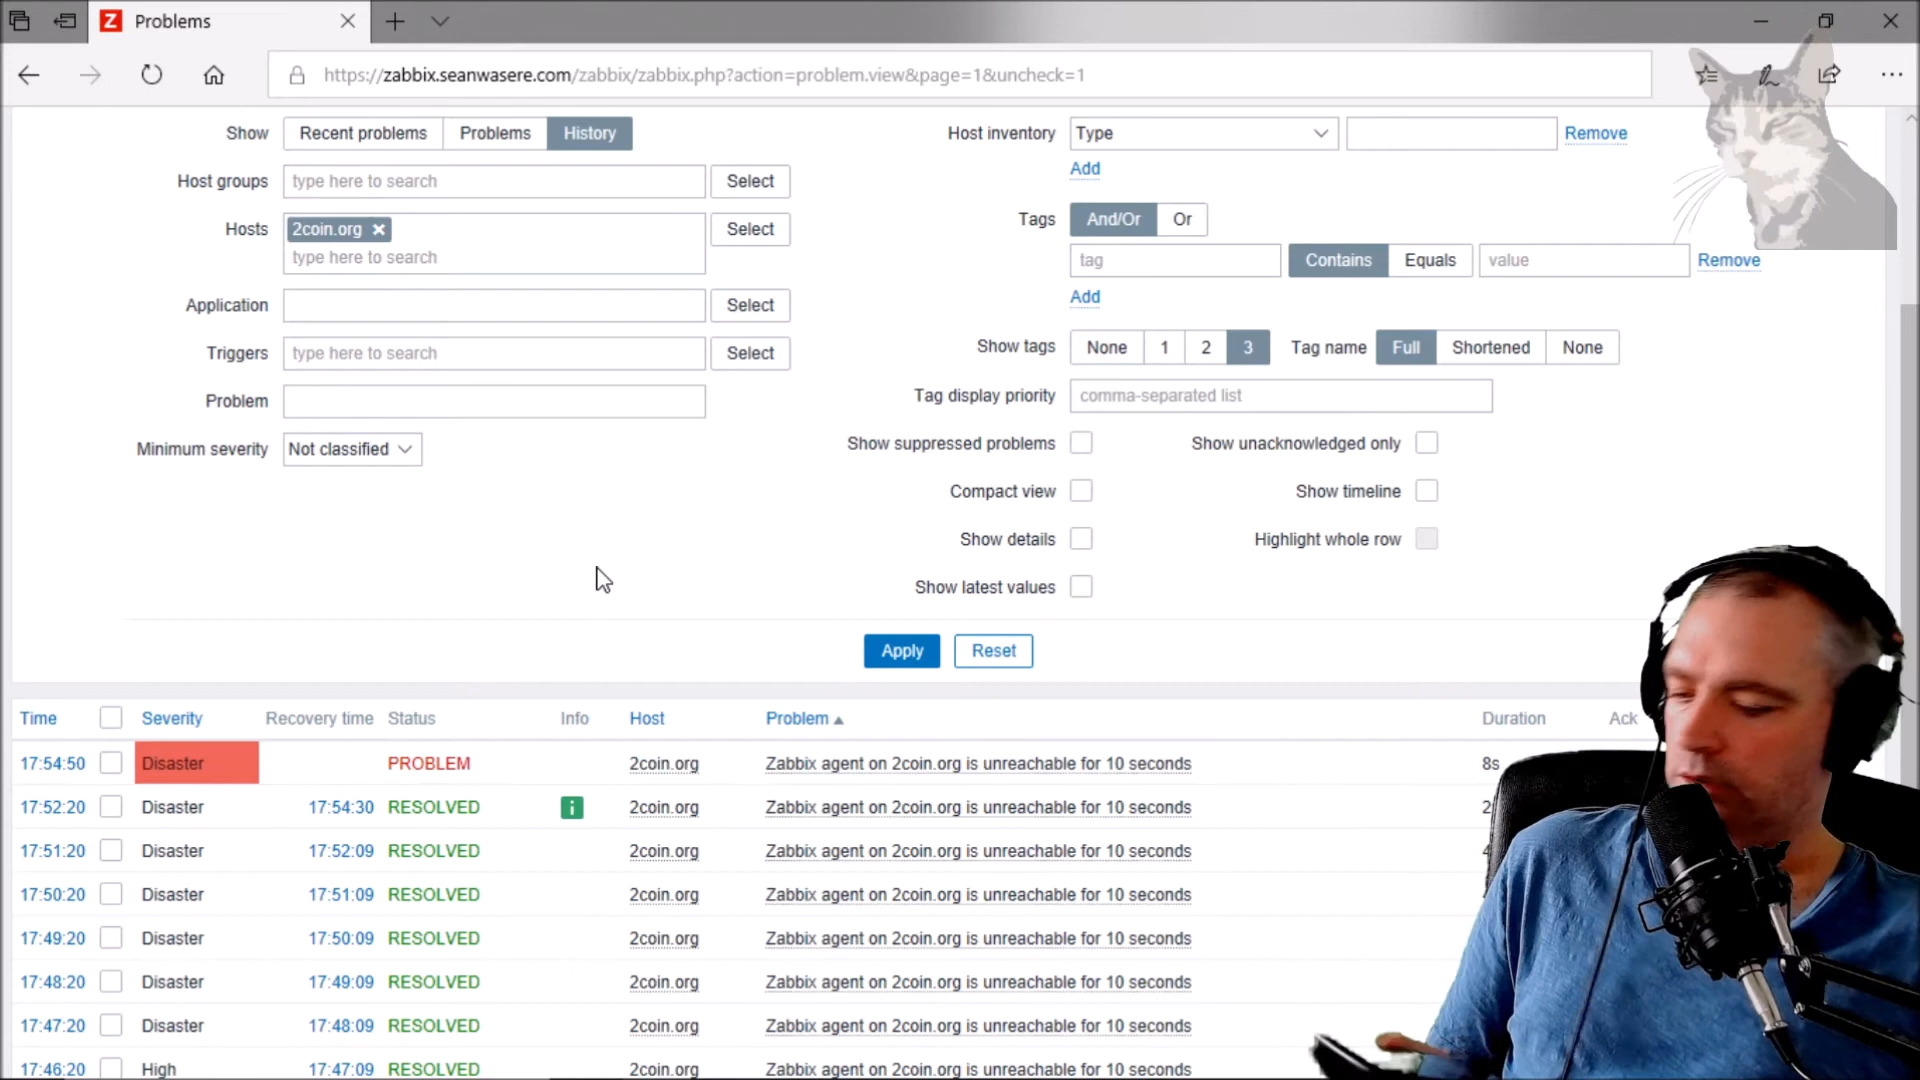 Z Problems
https://zabbix.seanwasere.com/zabbix/zabbix.php?action=problem.view&page=1&uncheck=1
Show Recent problems Problems History Host inventory Type Remove
Add
Host groups type here to search Select
Hosts 2coin.org Select Tags And/Or Or
type here to search tag Contains Equals value Remove
Add
Application Select
Triggers type here to search Select Show tags None 1 2 3 Tag name Full Shortened None
Problem Tag display priority comma-separated list
Minimum severity Not classified Show suppressed problems Show unacknowledged only
Compact view Show timeline
Show details Highlight whole row
Show latest values
Apply Reset
Time Severity Recovery time Status Info Host Problem Duration Ack
17:54:50 Disaster PROBLEM 2coin.org Zabbix agent on 2coin.org is unreachable for 10 seconds 8s
17:52:20 Disaster 17:54:30 RESOLVED i 2coin.org Zabbix agent on 2coin.org is unreachable for 10 seconds
17:51:20 Disaster 17:52:09 RESOLVED 2coin.org Zabbix agent on 2coin.org is unreachable for 10 seconds
17:50:20 Disaster 17:51:09 RESOLVED 2coin.org Zabbix agent on 2coin.org is unreachable for 10 seconds
17:49:20 Disaster 17:50:09 RESOLVED 2coin.org Zabbix agent on 2coin.org is unreachable for 10 seconds
17:48:20 Disaster 17:49:09 RESOLVED 2coin.org Zabbix agent on 2coin.org is unreachable for 10 seconds
17:47:20 Disaster 17:48:09 RESOLVED 2coin.org Zabbix agent on 2coin.org is unreachable for 10 seconds
17:46:20 High 17:47:09 RESOLVED 2coin.org Zabbix agent on 2coin.org is unreachable for 10 seconds